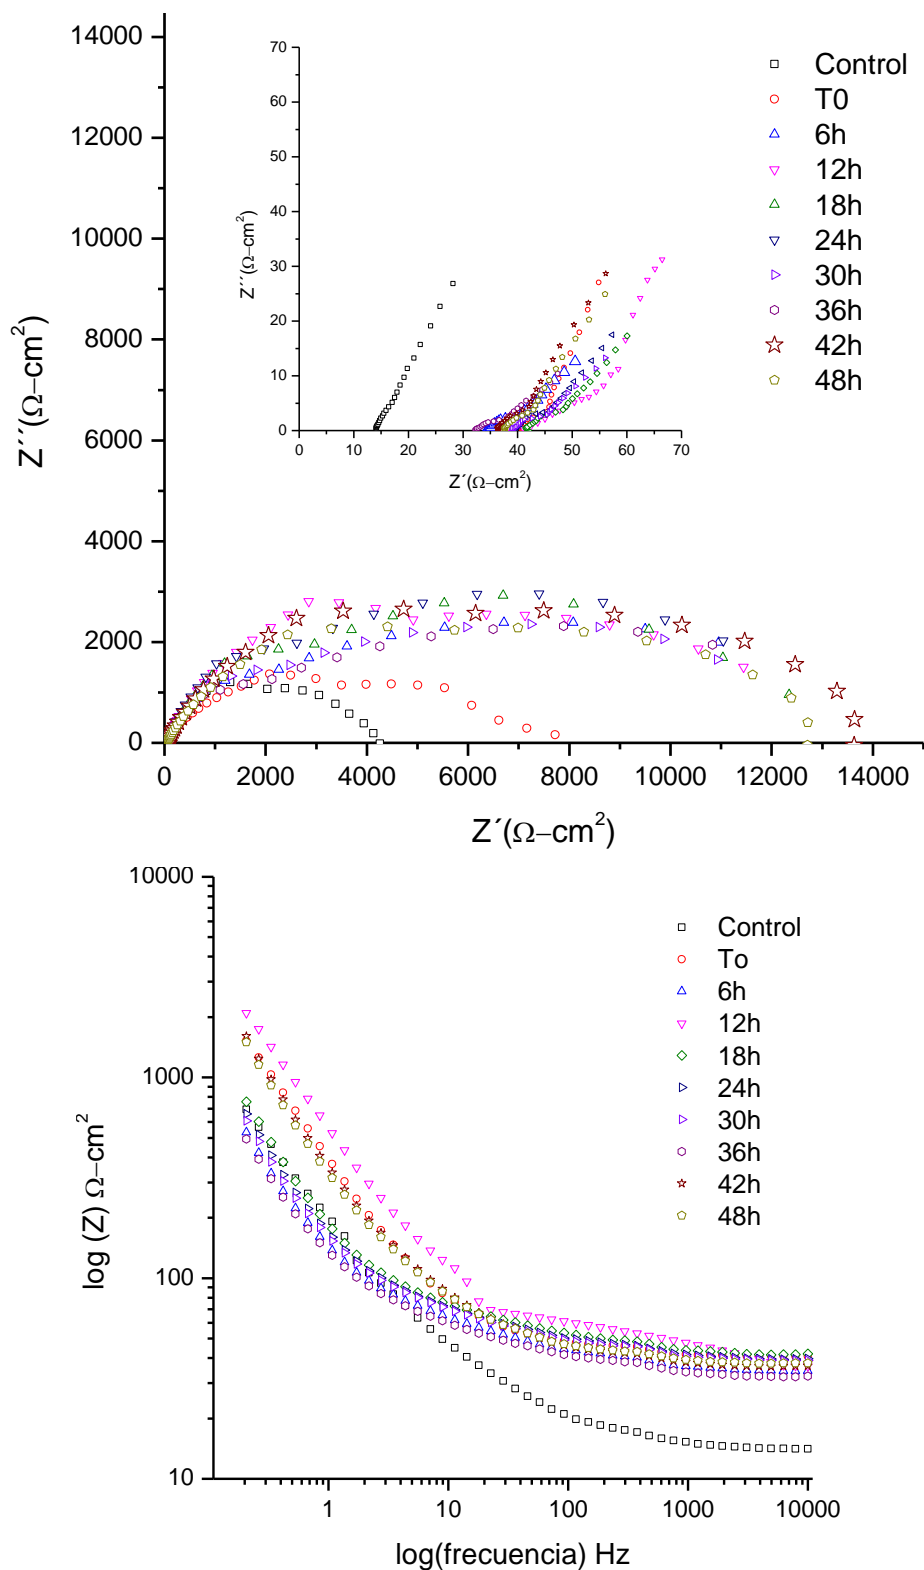 14000
12000
10000
8000
6000
4000
2000
0
Z´´(Ω–cm²)
0 2000 4000 6000 8000 10000 12000 14000
Z´(Ω–cm²)
70
60
50
40
30
20
10
0
Z´´(Ω–cm²)
0 10 20 30 40 50 60 70
Z´(Ω–cm²)
Control
T0
6h
12h
18h
24h
30h
36h
42h
48h
10000
1000
100
10
log (Z) Ω–cm²
1 10 100 1000 10000
log(frecuencia) Hz
Control
To
6h
12h
18h
24h
30h
36h
42h
48h